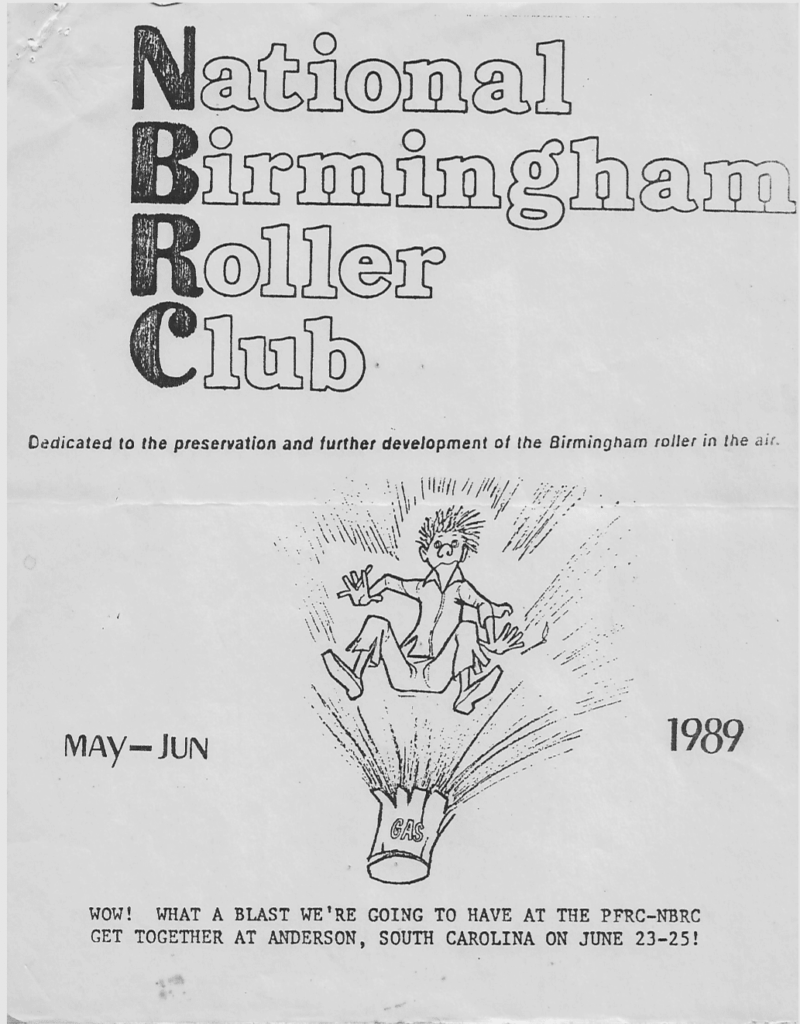 National
Birmingham
Roller
Club
Dedicated to the preservation and further development of the Birmingham roller in the air.
MAY-JUN
1989
GAS
WOW! WHAT A BLAST WE'RE GOING TO HAVE AT THE PFRC-NBRC
GET TOGETHER AT ANDERSON, SOUTH CAROLINA ON JUNE 23-25!